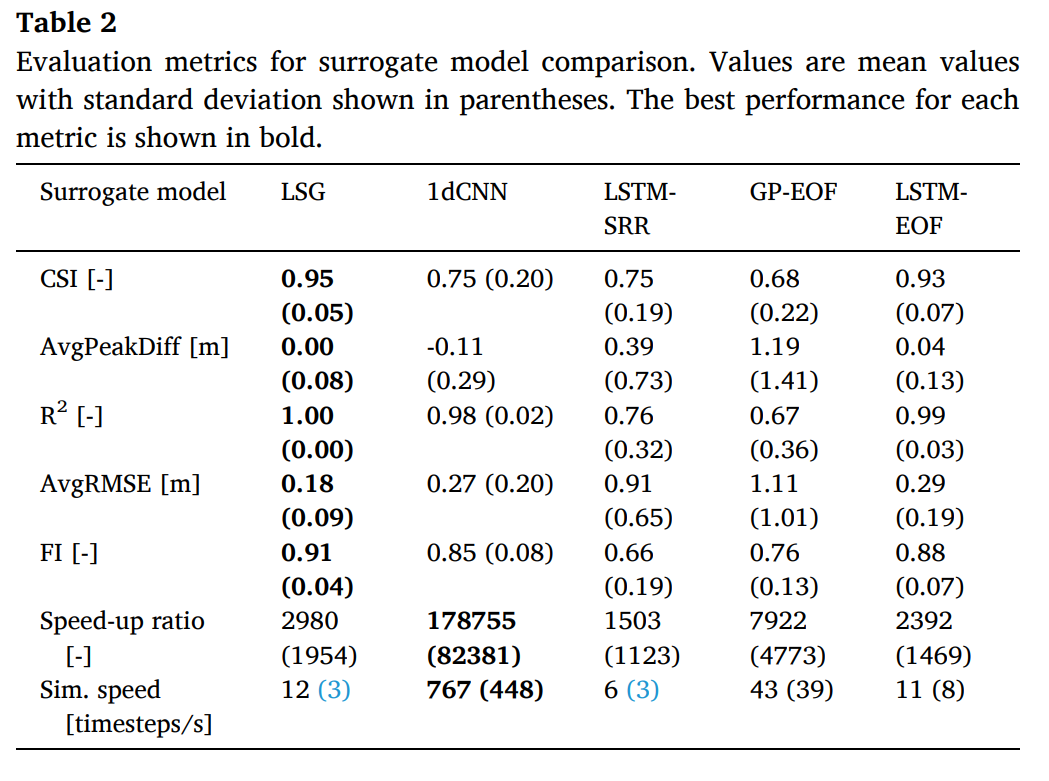 Table 2
Evaluation metrics for surrogate model comparison. Values are mean values
with standard deviation shown in parentheses. The best performance for each
metric is shown in bold.
Surrogate model LSG 1dCNN LSTM- GP-EOF LSTM-
SRR EOF
CSI [-] 0.95 0.75 (0.20) 0.75 0.68 0.93
(0.05) (0.19) (0.22) (0.07)
AvgPeakDiff [m] 0.00 -0.11 0.39 1.19 0.04
(0.08) (0.29) (0.73) (1.41) (0.13)
R² [-] 1.00 0.98 (0.02) 0.76 0.67 0.99
(0.00) (0.32) (0.36) (0.03)
AvgRMSE [m] 0.18 0.27 (0.20) 0.91 1.11 0.29
(0.09) (0.65) (1.01) (0.19)
FI [-] 0.91 0.85 (0.08) 0.66 0.76 0.88
(0.04) (0.19) (0.13) (0.07)
Speed-up ratio 2980 178755 1503 7922 2392
[-] (1954) (82381) (1123) (4773) (1469)
Sim. speed 12 (3) 767 (448) 6 (3) 43 (39) 11 (8)
[timesteps/s]